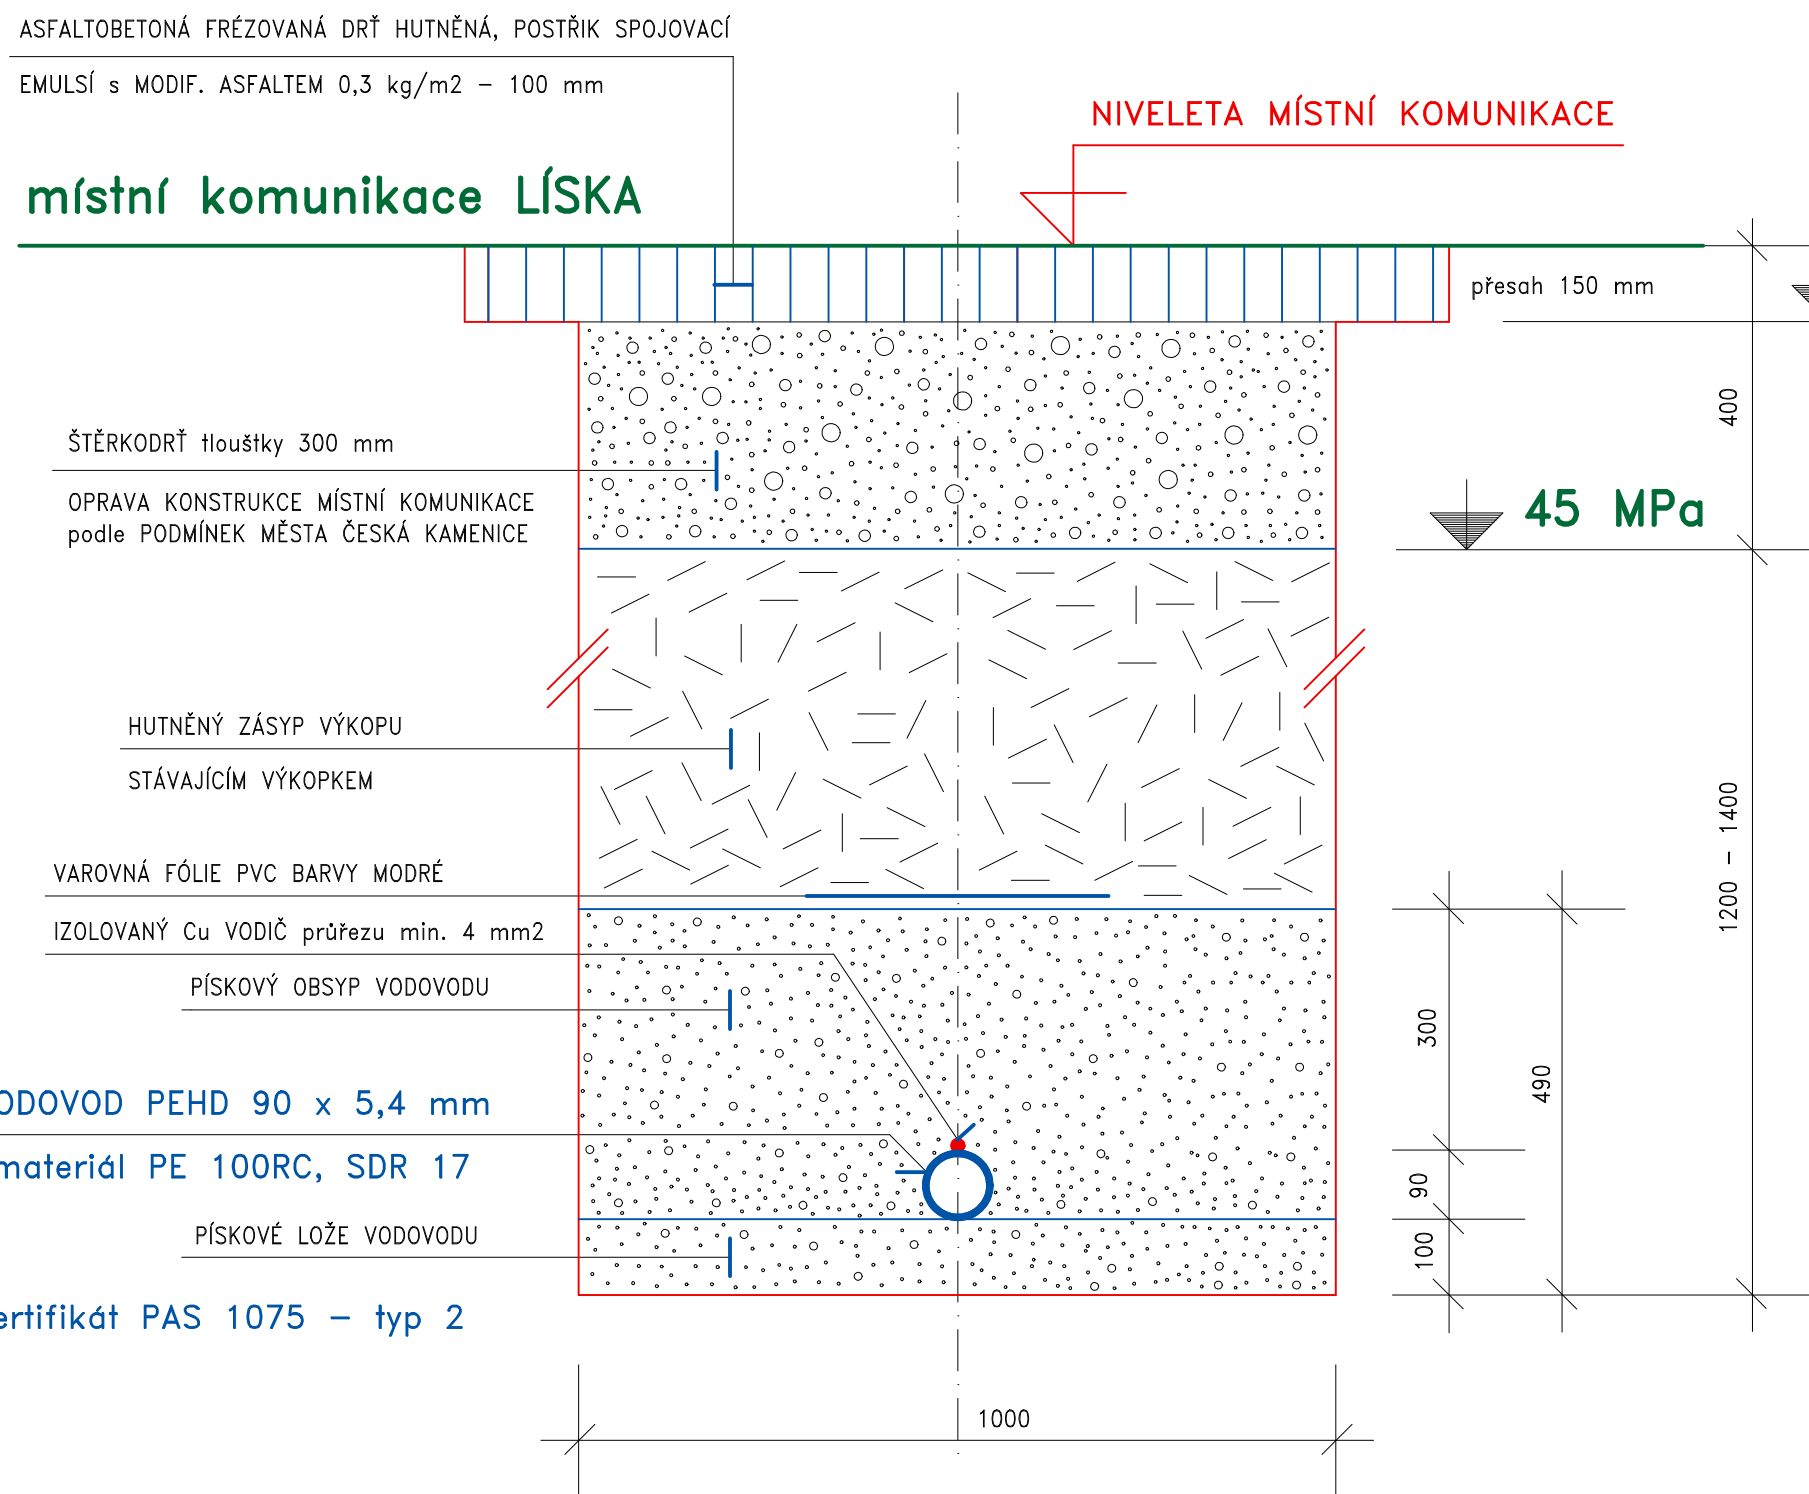 ASFALTOBETONÁ FRÉZOVANÁ DRŤ HUTNĚNÁ, POSTŘIK SPOJOVACÍ
EMULSÍ s MODIF. ASFALTEM 0,3 kg/m2 – 100 mm
NIVELETA MÍSTNÍ KOMUNIKACE
místní komunikace LÍSKA
přesah 150 mm
400
ŠTĚRKODRŤ tloušťky 300 mm
OPRAVA KONSTRUKCE MÍSTNÍ KOMUNIKACE
podle PODMÍNEK MĚSTA ČESKÁ KAMENICE
45 MPa
HUTNĚNÝ ZÁSYP VÝKOPU
STÁVAJÍCÍM VÝKOPKEM
1200 – 1400
VAROVNÁ FÓLIE PVC BARVY MODRÉ
IZOLOVANÝ Cu VODIČ průřezu min. 4 mm2
PÍSKOVÝ OBSYP VODOVODU
300
490
ODOVOD PEHD 90 x 5,4 mm
materiál PE 100RC, SDR 17
90
PÍSKOVÉ LOŽE VODOVODU
100
ertifikát PAS 1075 – typ 2
1000